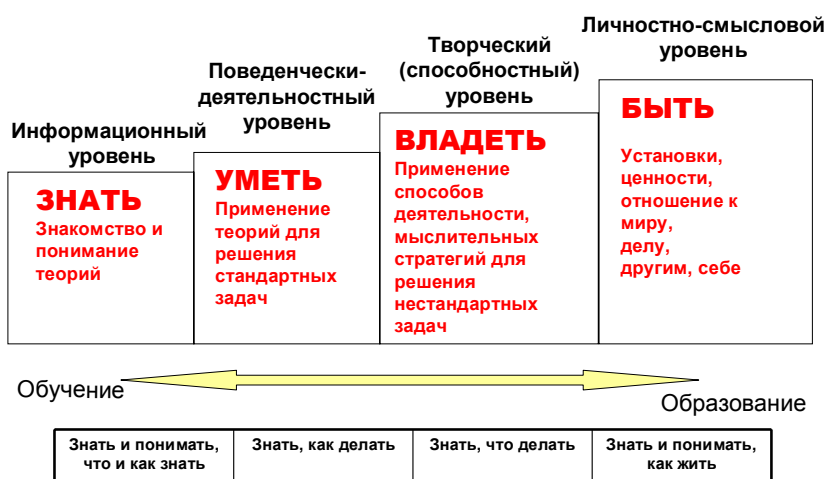 Информационный
уровень
ЗНАТЬ
Знакомство и
понимание
теорий
Поведенчески-
деятельностный
уровень
УМЕТЬ
Применение
теорий для
решения
стандартных
задач
Творческий
(способностный)
уровень
ВЛАДЕТЬ
Применение
способов
деятельности,
мыслительных
стратегий для
решения
нестандартных
задач
Личностно-смысловой
уровень
БЫТЬ
Установки,
ценности,
отношение к
миру,
делу,
другим, себе
Обучение
Образование
Знать и понимать,
что и как знать
Знать, как делать
Знать, что делать
Знать и понимать,
как жить